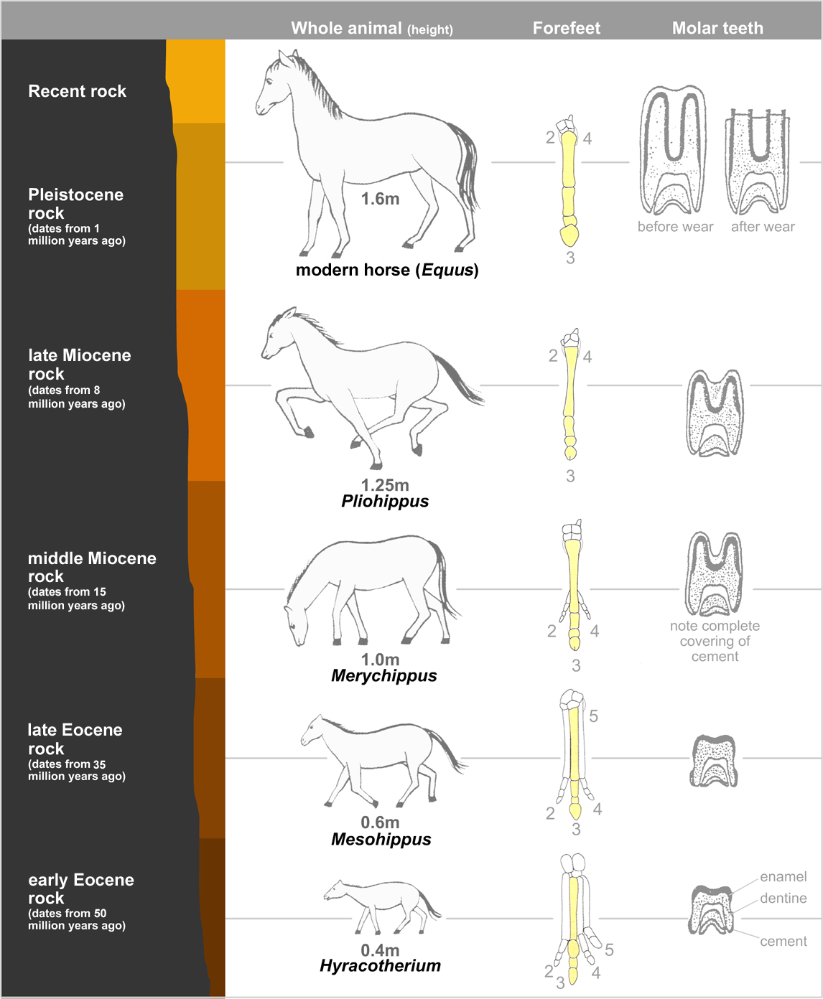 Whole animal (height)
Forefeet
Molar teeth
Recent rock
2
4
1.6m
before wear
after wear
3
modern horse (Equus)
Pleistocene
rock
(dates from 1
million years ago)
late Miocene
rock
(dates from 8
million years ago)
2
4
3
1.25m
Pliohippus
middle Miocene
rock
(dates from 15
million years ago)
2
4
3
note complete
covering of
cement
1.0m
Merychippus
late Eocene
rock
(dates from 35
million years ago)
5
2
4
3
0.6m
Mesohippus
early Eocene
rock
(dates from 50
million years ago)
enamel
dentine
cement
5
2
3
4
0.4m
Hyracotherium